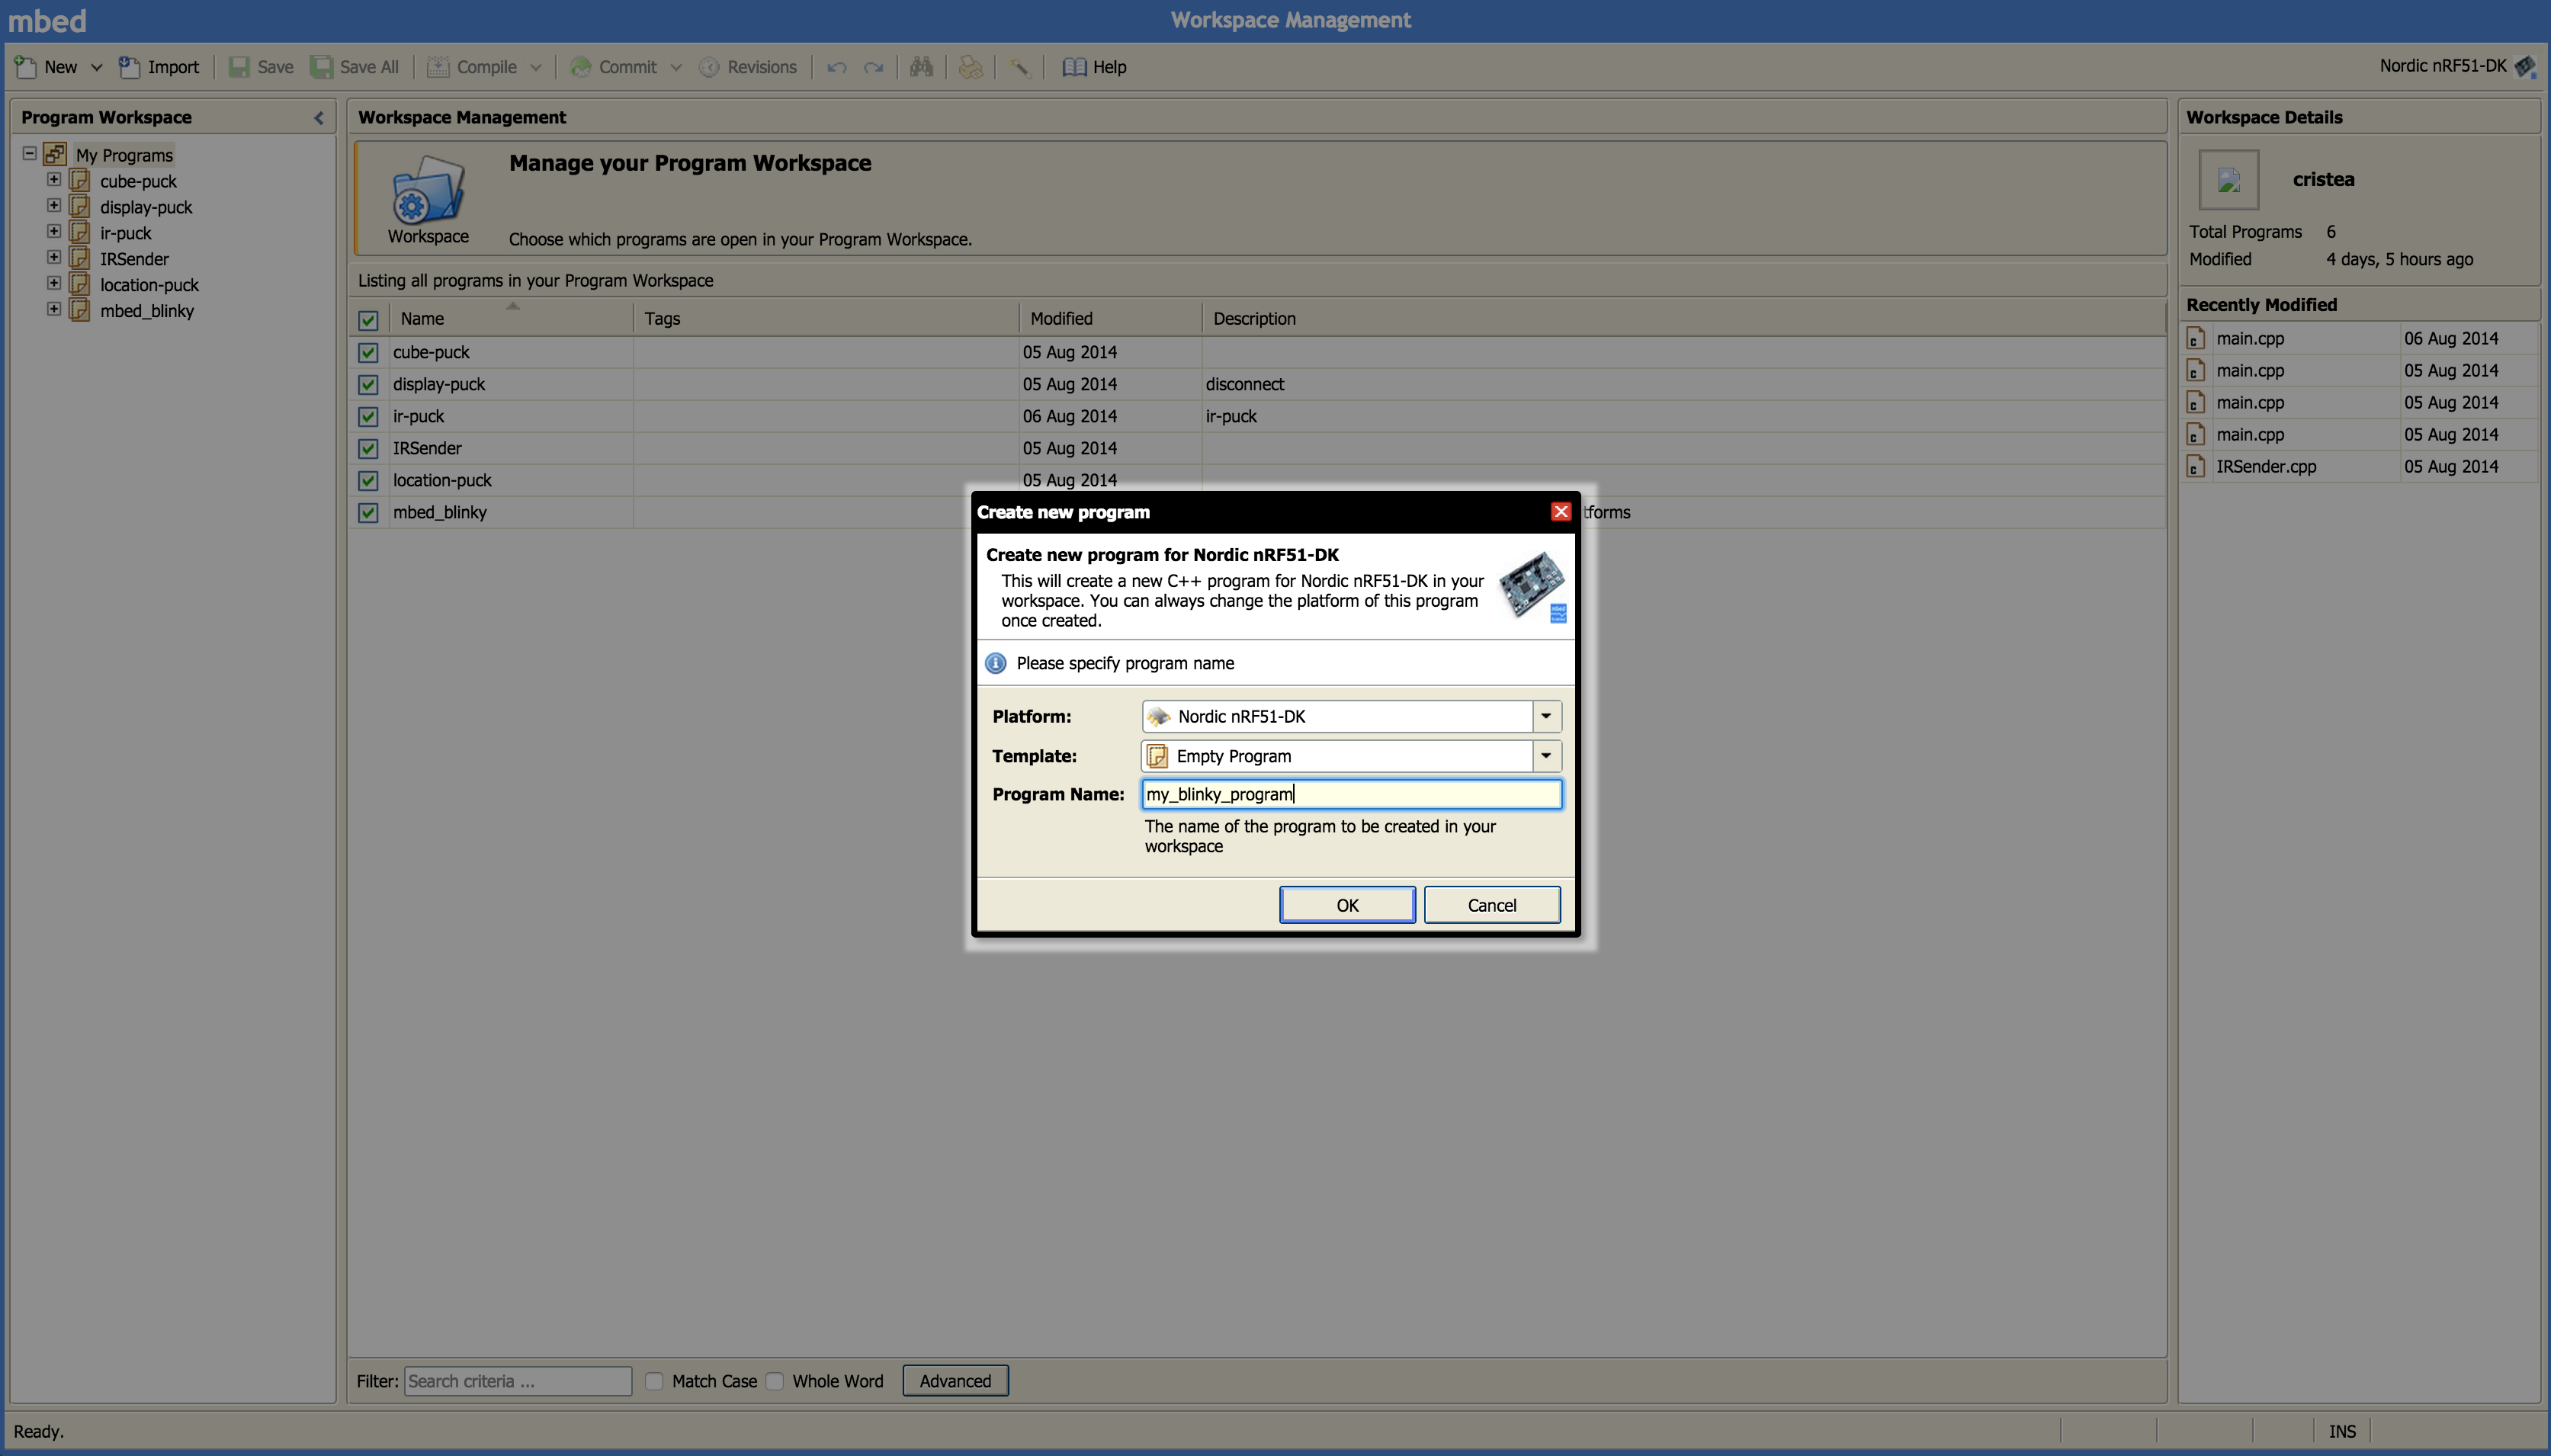 mbed
Workspace Management
New Import Save Save All Compile Commit Revisions Help
Nordic nRF51-DK
Program Workspace
My Programs
cube-puck
display-puck
ir-puck
IRSender
location-puck
mbed_blinky
Workspace Management
Manage your Program Workspace
Workspace
Choose which programs are open in your Program Workspace.
Listing all programs in your Program Workspace
Name Tags Modified Description
cube-puck 05 Aug 2014
display-puck 05 Aug 2014 disconnect
ir-puck 06 Aug 2014 ir-puck
IRSender 05 Aug 2014
location-puck 05 Aug 2014
mbed_blinky tforms
Create new program
Create new program for Nordic nRF51-DK
This will create a new C++ program for Nordic nRF51-DK in your
workspace. You can always change the platform of this program
once created.
Please specify program name
Platform: Nordic nRF51-DK
Template: Empty Program
Program Name: my_blinky_program
The name of the program to be created in your
workspace
OK Cancel
Filter: Search criteria ... Match Case Whole Word Advanced
Workspace Details
cristea
Total Programs 6
Modified 4 days, 5 hours ago
Recently Modified
main.cpp 06 Aug 2014
main.cpp 05 Aug 2014
main.cpp 05 Aug 2014
main.cpp 05 Aug 2014
IRSender.cpp 05 Aug 2014
Ready.
INS